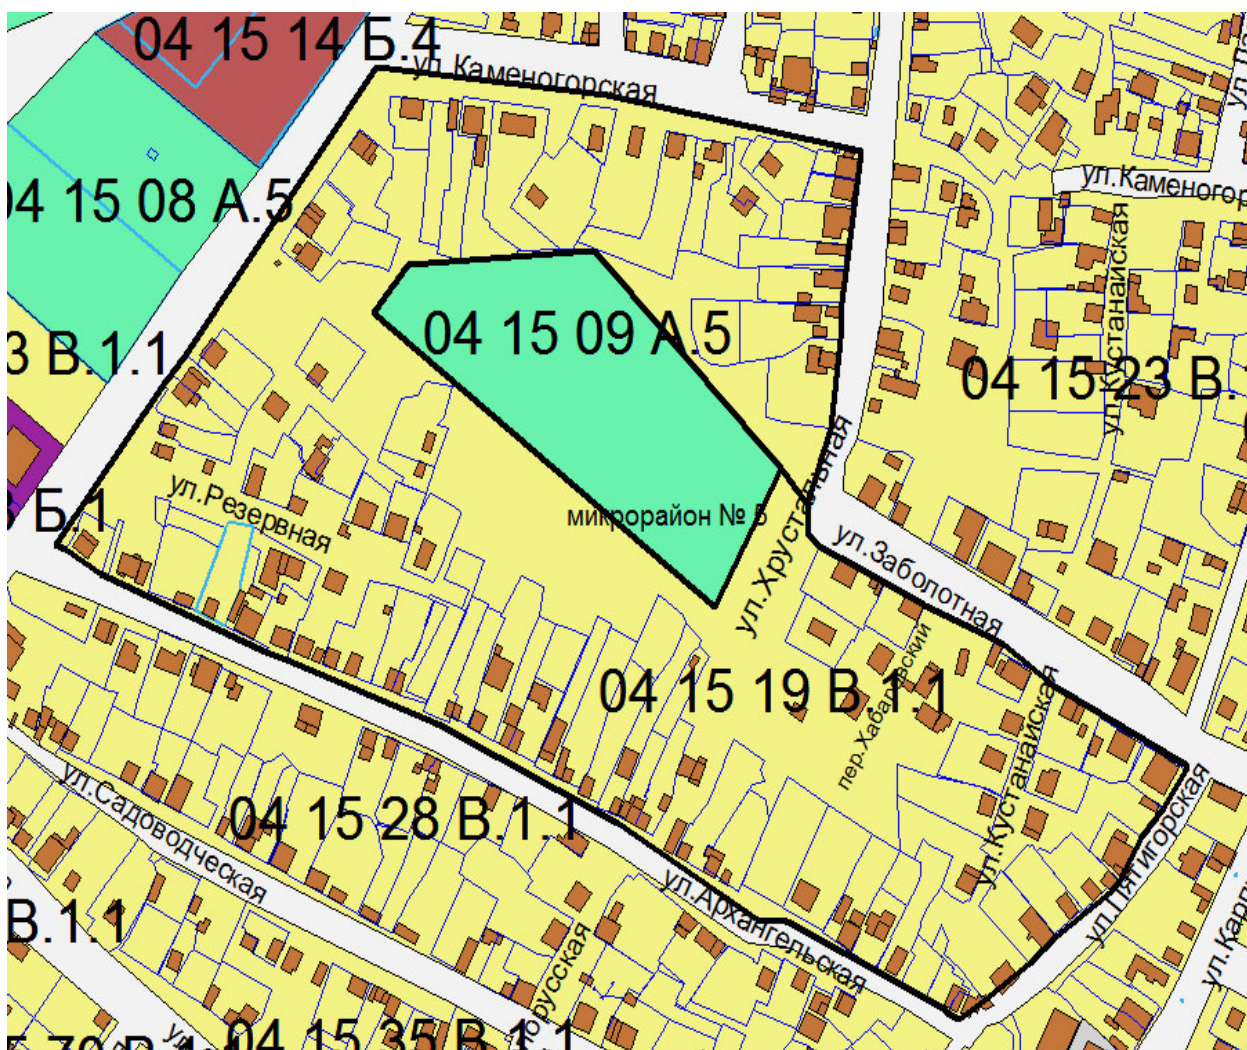 04 15 14 Б.4
ул.Каменогорская
ул.Каменогор
04 15 08 А.5
ул.Кустанайская
04 15 09 А.5
3 В.1.1
04 15 23 В.
ул.Хрустальная
ул.Резервная
Б.1
микрорайон № 5
ул.Заболотная
пер.Хабаровский
04 15 19 В.1.1
ул.Кустанайская
ул.Садоводческая
04 15 28 В.1.1
ул.Пятигорская
ул.Архангельская
В.1.1
ул.Карп
орусская
04 15 35 В.1.1